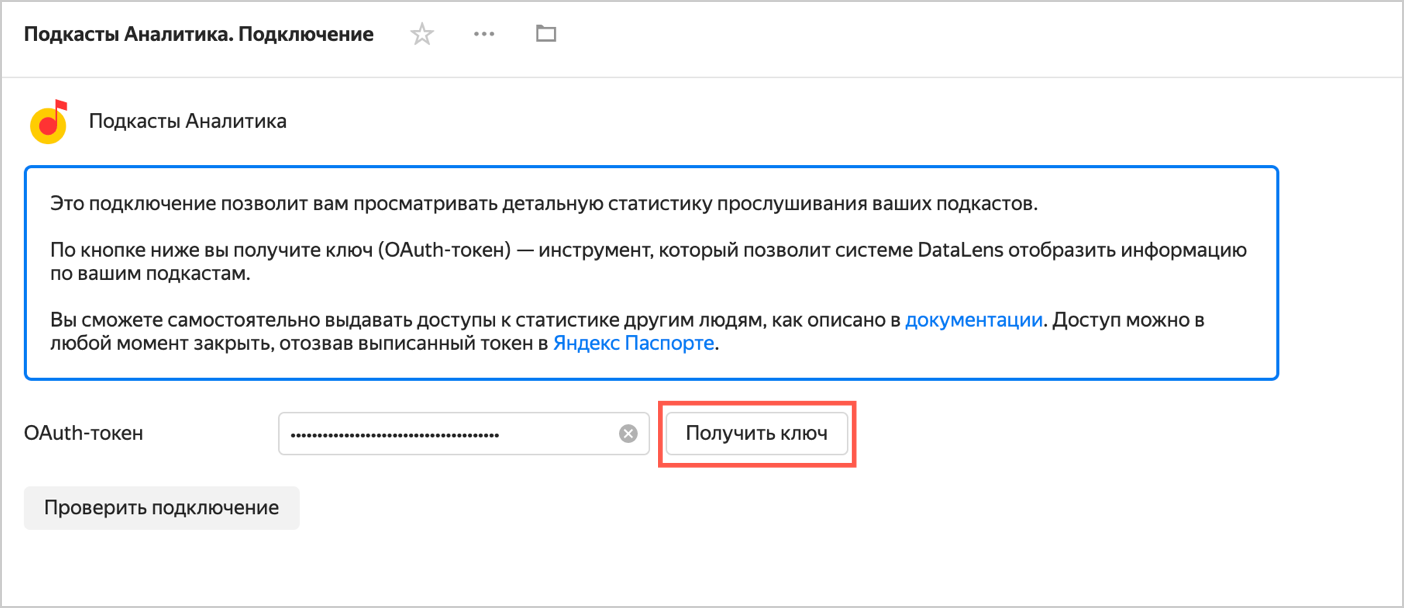 Подкасты Аналитика. Подключение
Подкасты Аналитика
Это подключение позволит вам просматривать детальную статистику прослушивания ваших подкастов.
По кнопке ниже вы получите ключ (OAuth-токен) — инструмент, который позволит системе DataLens отобразить информацию
по вашим подкастам.
Вы сможете самостоятельно выдавать доступы к статистике другим людям, как описано в документации. Доступ можно в
любой момент закрыть, отозвав выписанный токен в Яндекс Паспорте.
OAuth-токен
Получить ключ
Проверить подключение